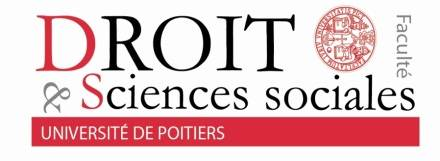 DROIT
Faculté
& Sciences sociales
UNIVERSITÉ DE POITIERS